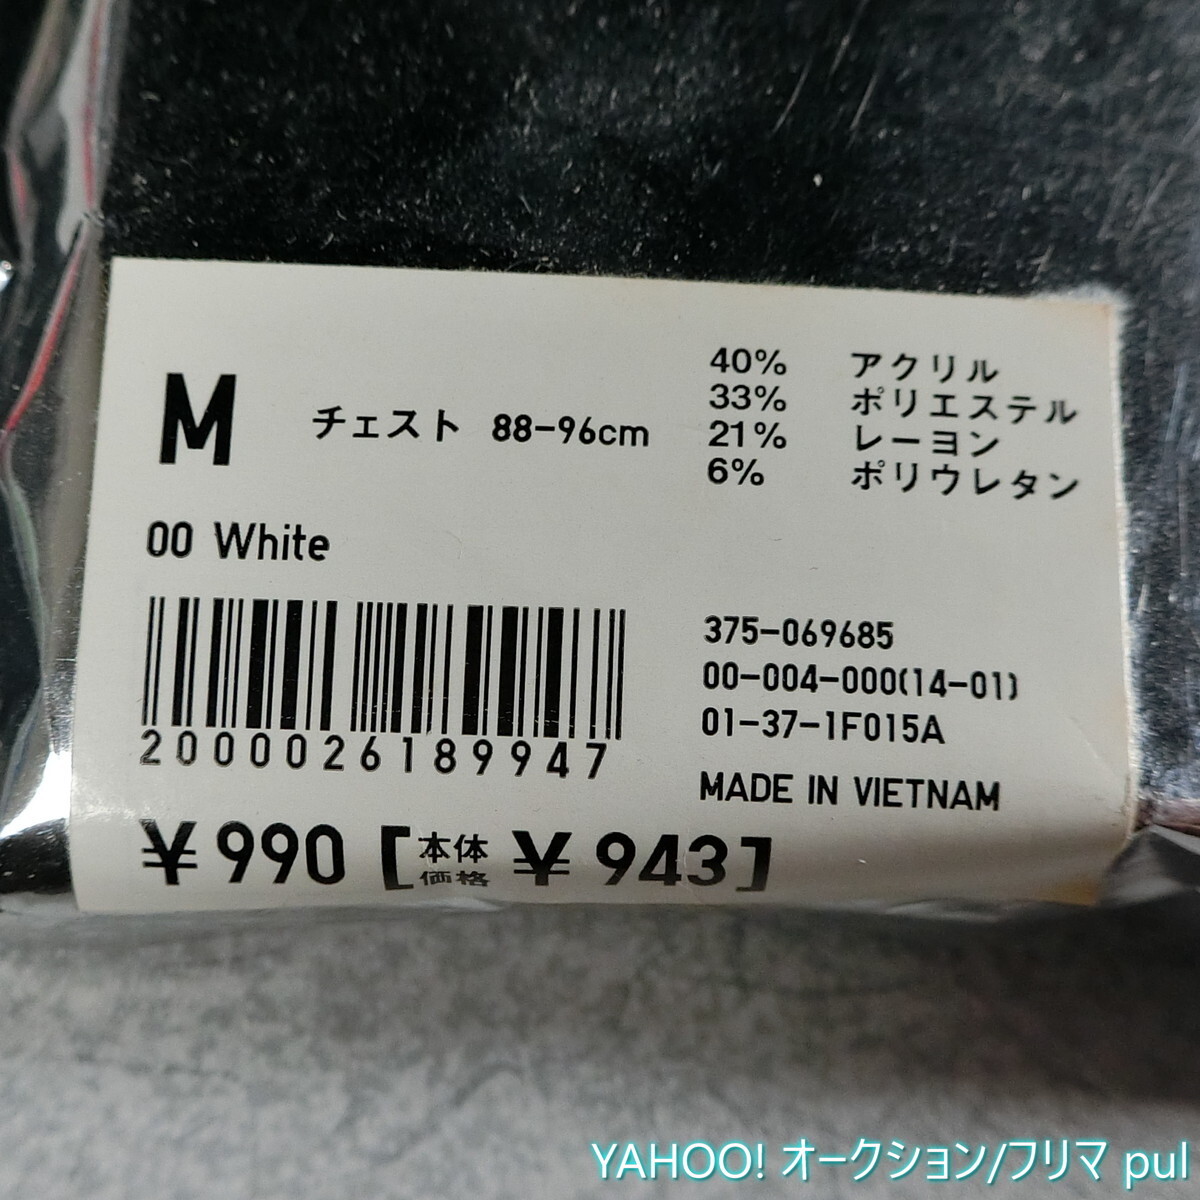 M
チェスト 88-96cm
40% アクリル
33% ポリエステル
21% レーヨン
6% ポリウレタン
00 White
2000026189947
375-069685
00-004-000(14-01)
01-37-1F015A
MADE IN VIETNAM
¥990 [本体価格 ¥943]
YAHOO! オークション/フリマ pul